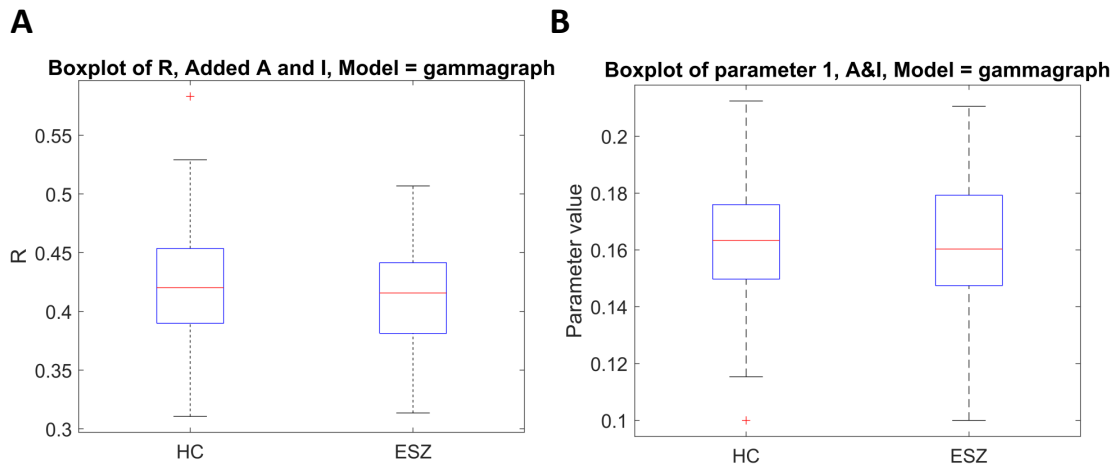 A
Boxplot of R, Added A and I, Model = gammagraph
R
0.55
0.5
0.45
0.4
0.35
0.3
HC
ESZ
B
Boxplot of parameter 1, A&I, Model = gammagraph
Parameter value
0.2
0.18
0.16
0.14
0.12
0.1
HC
ESZ